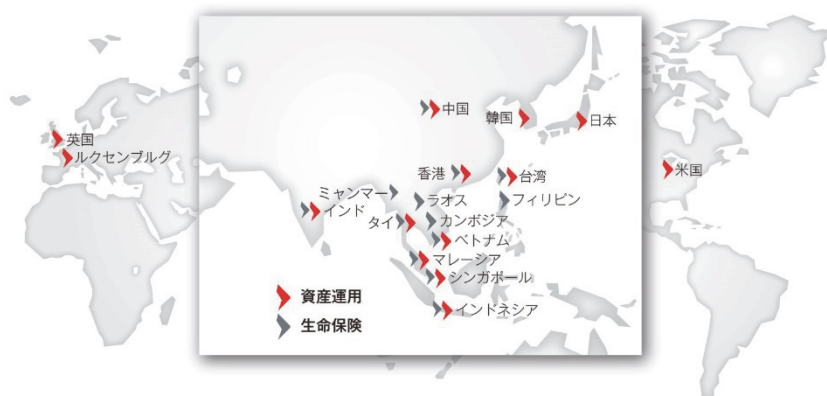 英国
ルクセンブルグ
中国
韓国
日本
香港
台湾
ミャンマー
ラオス
フィリピン
インド
タイ
カンボジア
ベトナム
マレーシア
シンガポール
インドネシア
米国
資産運用
生命保険